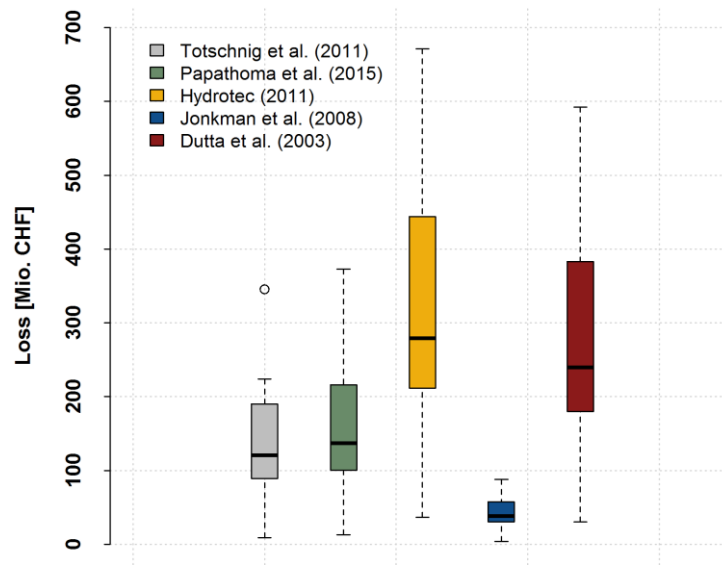 700
600
500
400
300
200
100
0
Loss [Mio. CHF]
Totschnig et al. (2011)
Papathoma et al. (2015)
Hydrotec (2011)
Jonkman et al. (2008)
Dutta et al. (2003)